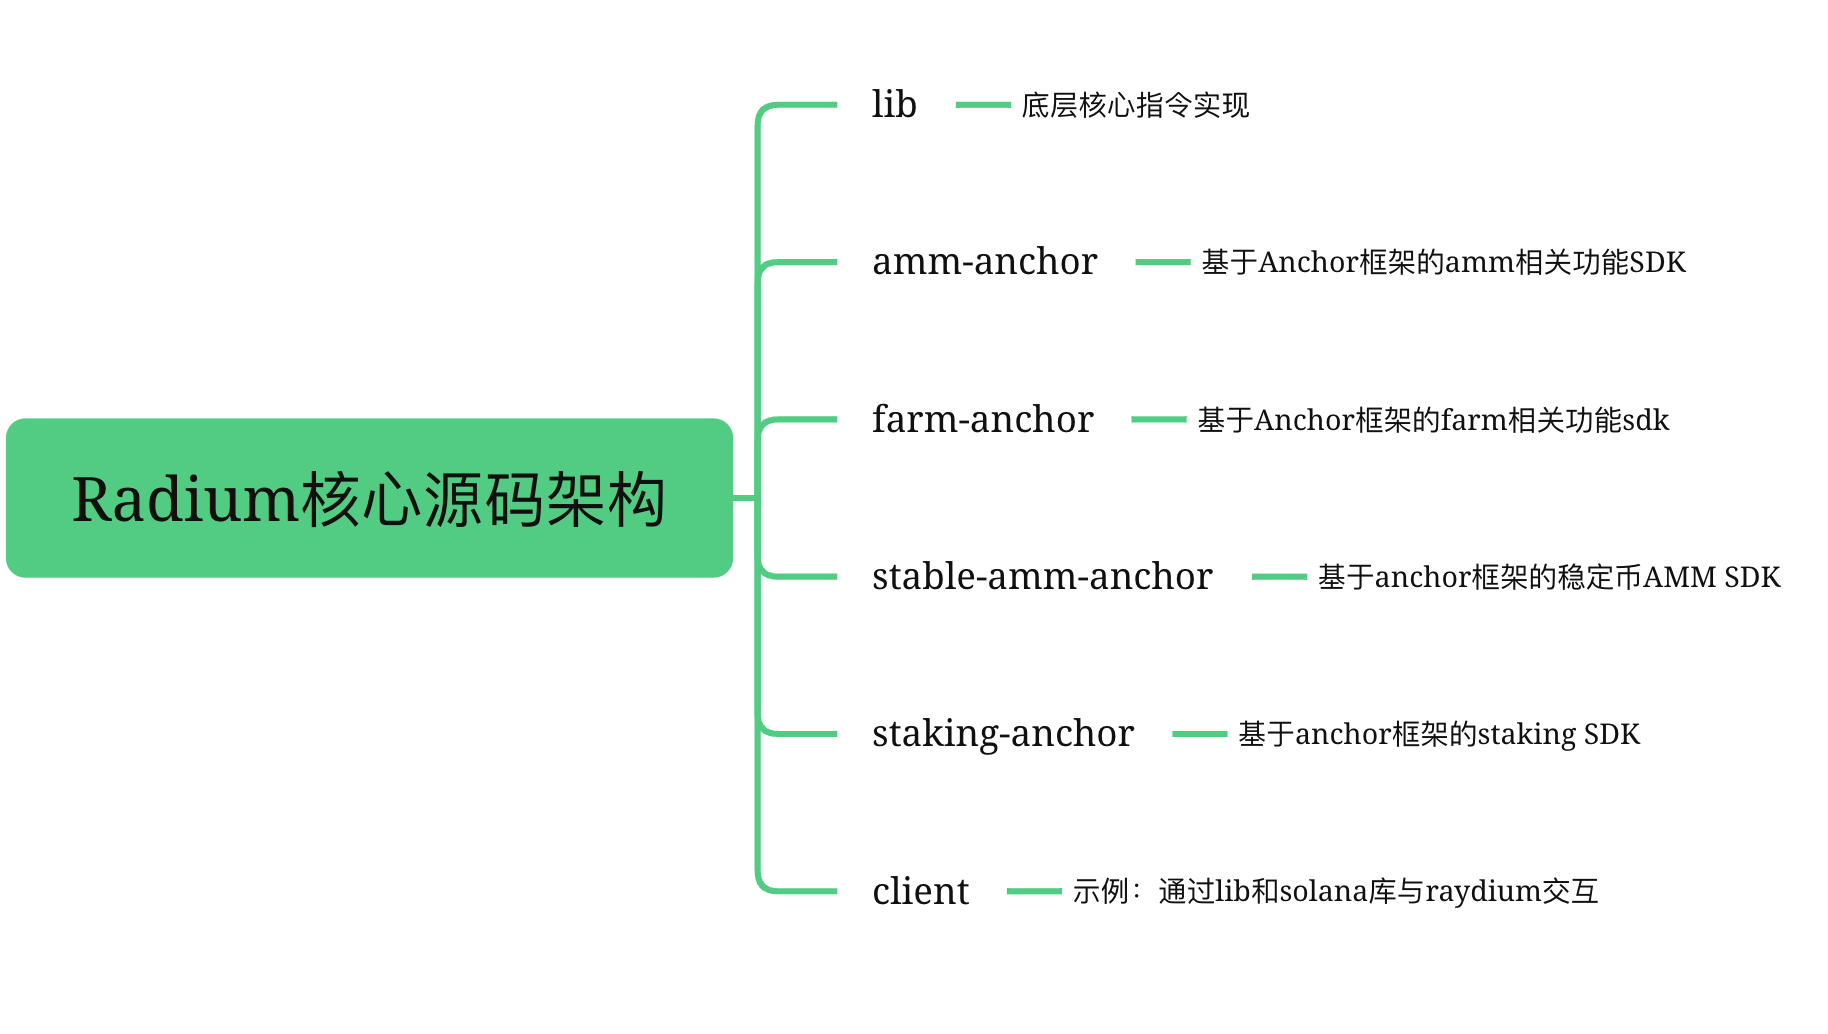 Radium核心源码架构
lib
底层核心指令实现
amm-anchor
基于Anchor框架的amm相关功能SDK
farm-anchor
基于Anchor框架的farm相关功能sdk
stable-amm-anchor
基于anchor框架的稳定币AMM SDK
staking-anchor
基于anchor框架的staking SDK
client
示例：通过lib和solana库与raydium交互